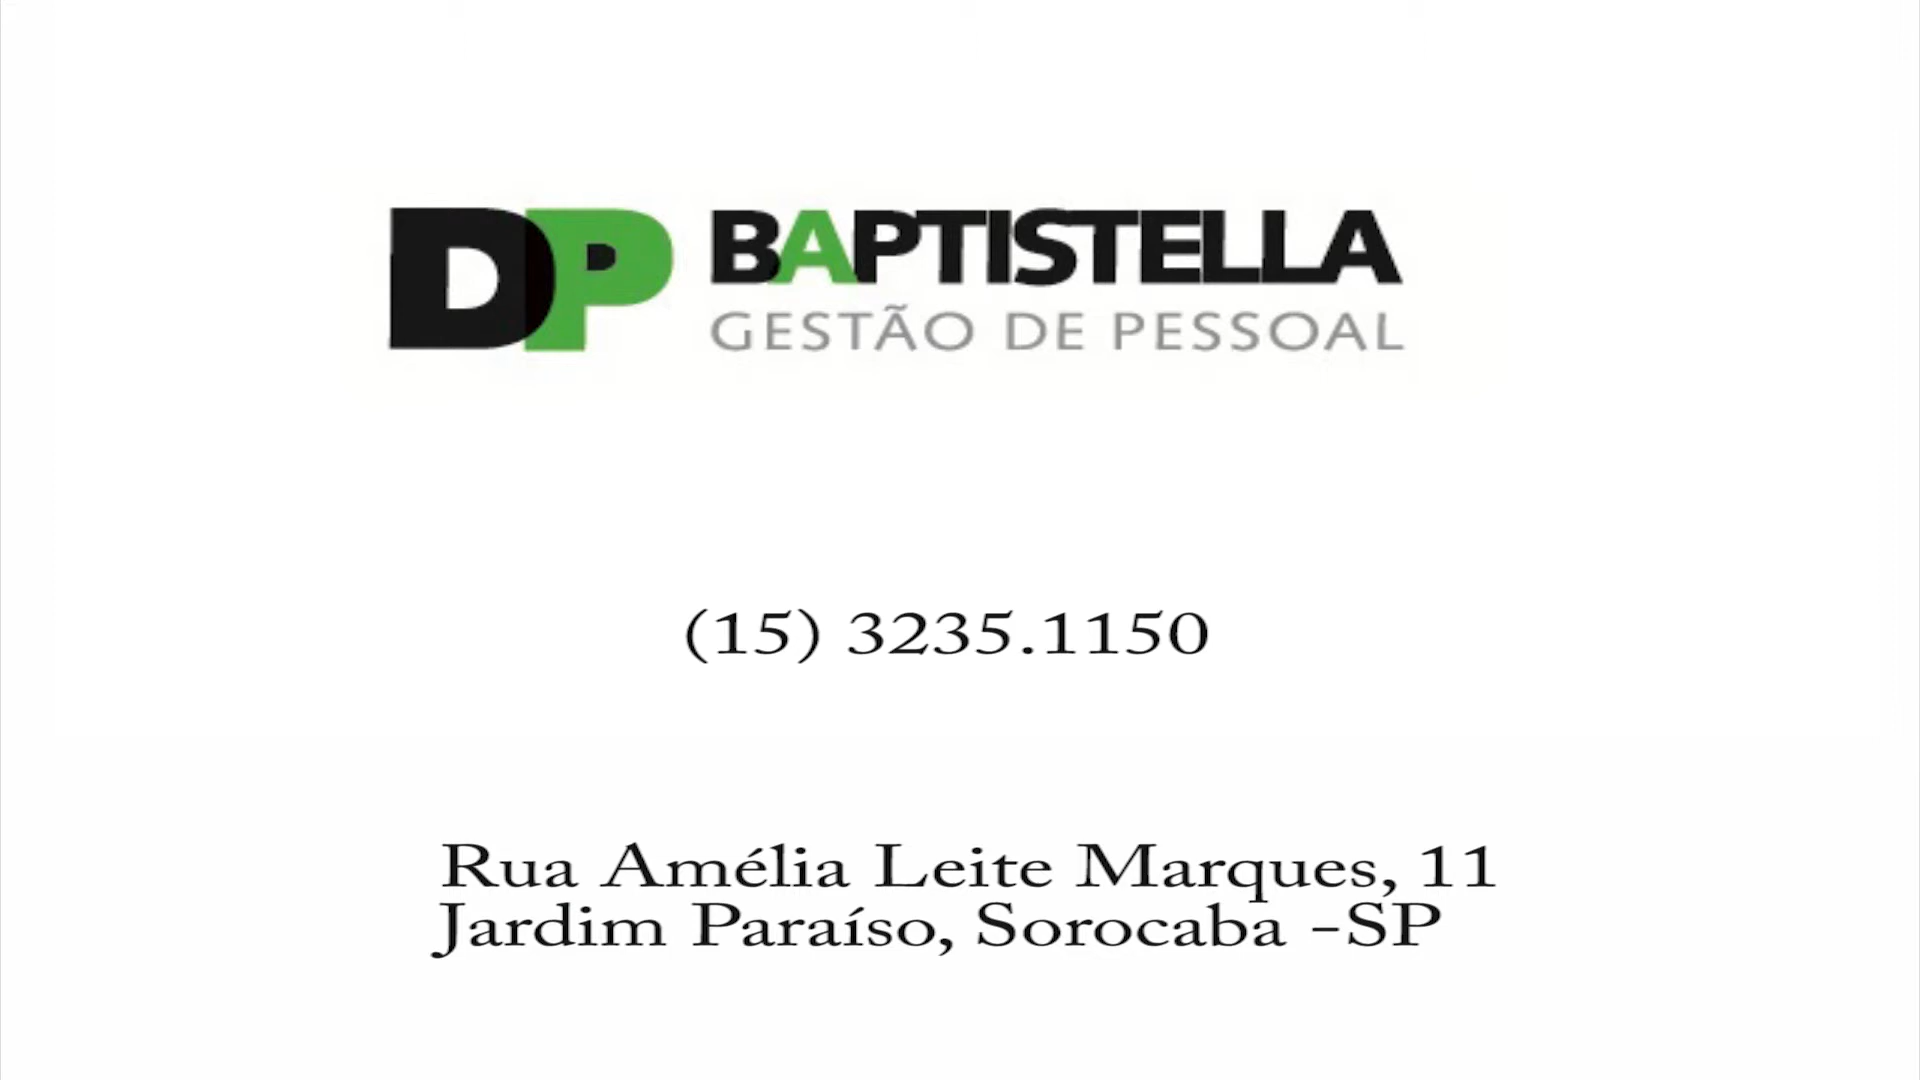 DP BAPTISTELLA
GESTÃO DE PESSOAL
(15) 3235.1150
Rua Amélia Leite Marques, 11
Jardim Paraíso, Sorocaba -SP